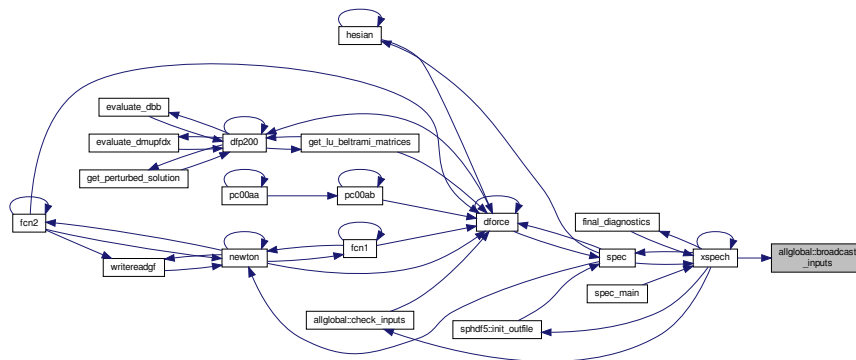 hesian
evaluate_dbb
evaluate_dmupfdx
dfp200
get_lu_beltrami_matrices
get_perturbed_solution
pc00aa
pc00ab
fcn2
dforce
final_diagnostics
fcn1
newton
writereadgf
spec
xspech
allglobal::broadcast
_inputs
spec_main
allglobal::check_inputs
sphdf5::init_outfile